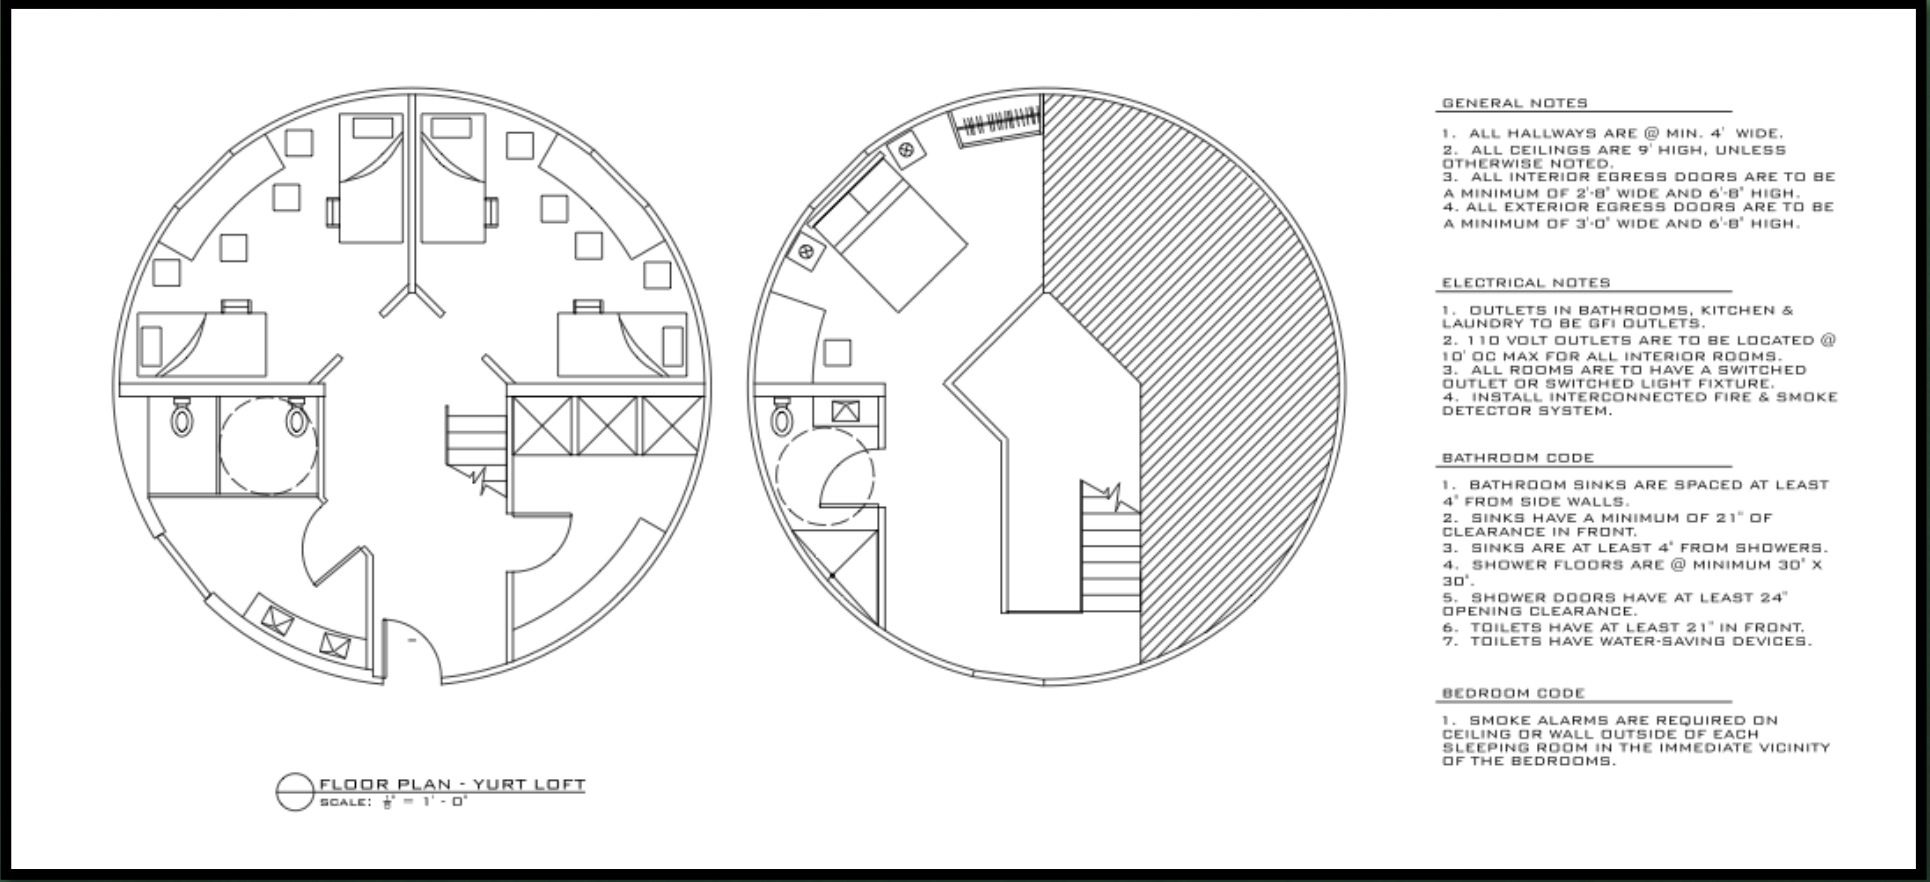 GENERAL NOTES
1. ALL HALLWAYS ARE @ MIN. 4' WIDE.
2. ALL CEILINGS ARE 9' HIGH, UNLESS
OTHERWISE NOTED.
3. ALL INTERIOR EGRESS DOORS ARE TO BE
A MINIMUM OF 2'-8" WIDE AND 6'-8" HIGH.
4. ALL EXTERIOR EGRESS DOORS ARE TO BE
A MINIMUM OF 3'-0" WIDE AND 6'-8" HIGH.
ELECTRICAL NOTES
1. OUTLETS IN BATHROOMS, KITCHEN &
LAUNDRY TO BE GFI OUTLETS.
2. 110 VOLT OUTLETS ARE TO BE LOCATED @
10' OC MAX FOR ALL INTERIOR ROOMS.
3. ALL ROOMS ARE TO HAVE A SWITCHED
OUTLET OR SWITCHED LIGHT FIXTURE.
4. INSTALL INTERCONNECTED FIRE & SMOKE
DETECTOR SYSTEM.
BATHROOM CODE
1. BATHROOM SINKS ARE SPACED AT LEAST
4" FROM SIDE WALLS.
2. SINKS HAVE A MINIMUM OF 21" OF
CLEARANCE IN FRONT.
3. SINKS ARE AT LEAST 4" FROM SHOWERS.
4. SHOWER FLOORS ARE @ MINIMUM 30" X
30".
5. SHOWER DOORS HAVE AT LEAST 24"
OPENING CLEARANCE.
6. TOILETS HAVE AT LEAST 21" IN FRONT.
7. TOILETS HAVE WATER-SAVING DEVICES.
BEDROOM CODE
1. SMOKE ALARMS ARE REQUIRED ON
CEILING OR WALL OUTSIDE OF EACH
SLEEPING ROOM IN THE IMMEDIATE VICINITY
OF THE BEDROOMS.
FLOOR PLAN - YURT LOFT
SCALE: 1/8" = 1' - 0"